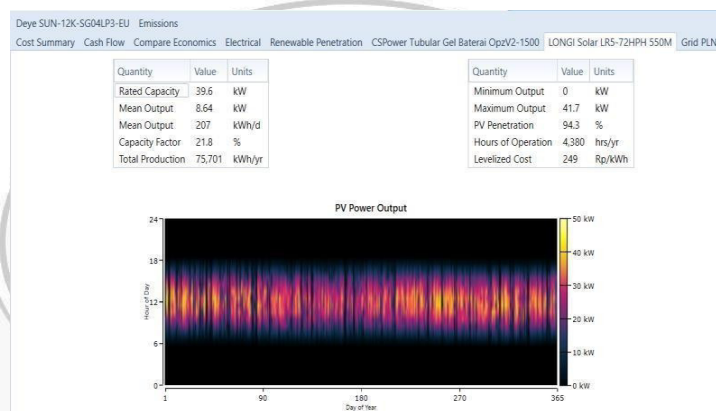 Deye SUN-12K-SG04LP3-EU Emissions
Cost Summary Cash Flow Compare Economics Electrical Renewable Penetration CSPower Tubular Gel Baterai OpzV2-1500 LONGI Solar LR5-72HPH 550M Grid PLN
Quantity Value Units
Rated Capacity 39.6 kW
Mean Output 8.64 kW
Mean Output 207 kWh/d
Capacity Factor 21.8 %
Total Production 75,701 kWh/yr
Quantity Value Units
Minimum Output 0 kW
Maximum Output 41.7 kW
PV Penetration 94.3 %
Hours of Operation 4,380 hrs/yr
Levelized Cost 249 Rp/kWh
PV Power Output
24
18
12
6
0
Hour of Day
1 90 180 270 365
Day of Year
50 kW
40 kW
30 kW
20 kW
10 kW
0 kW